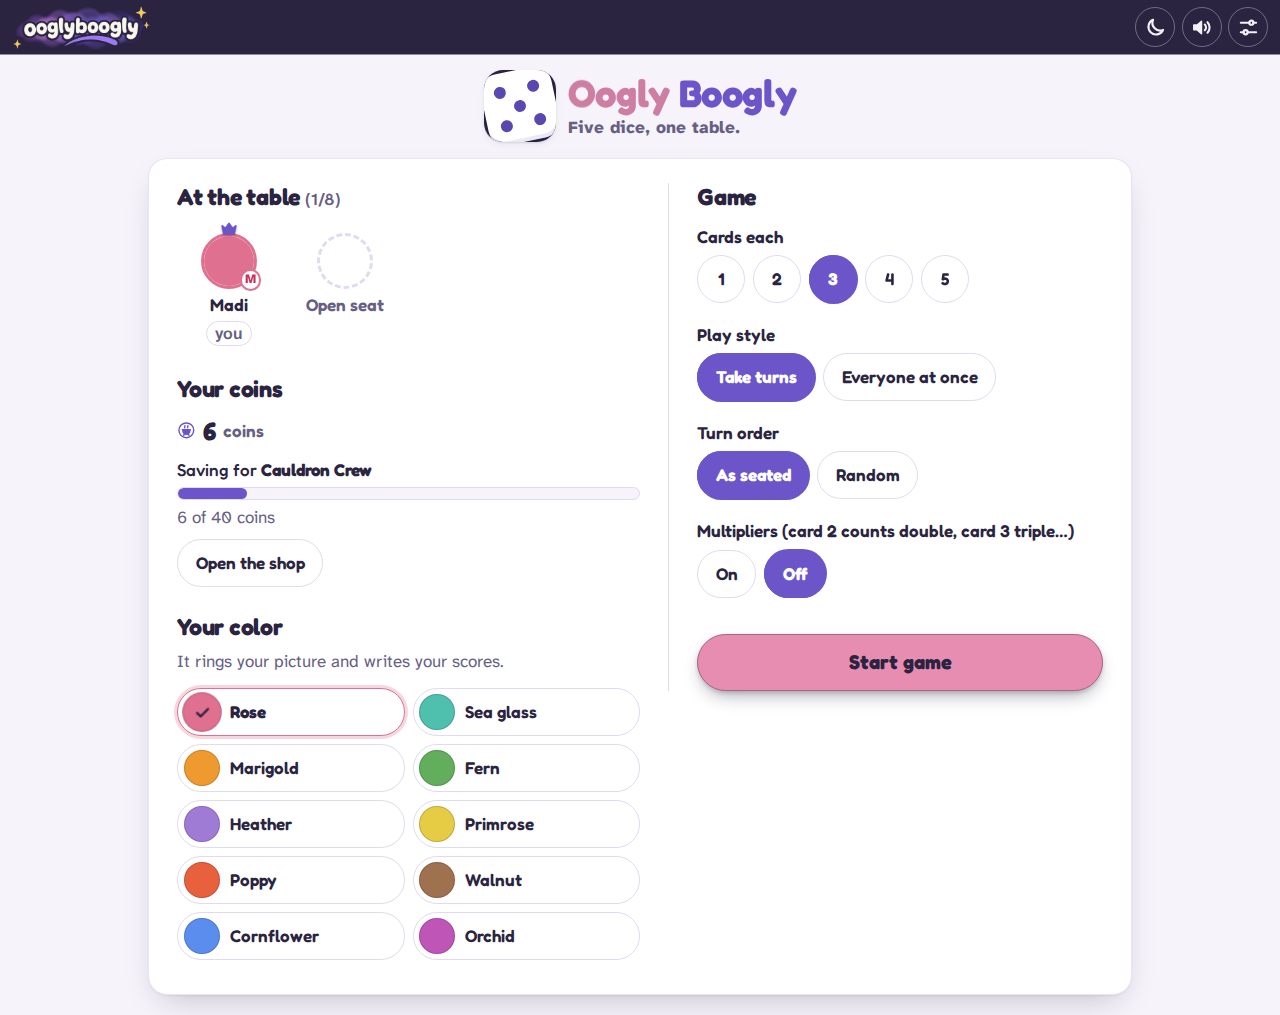 ooglyboogly
Oogly Boogly
Five dice, one table.
At the table (1/8)
M
Madi
you
Open seat
Your coins
6 coins
Saving for Cauldron Crew
6 of 40 coins
Open the shop
Your color
It rings your picture and writes your scores.
Rose
Sea glass
Marigold
Fern
Heather
Primrose
Poppy
Walnut
Cornflower
Orchid
Game
Cards each
1 2 3 4 5
Play style
Take turns Everyone at once
Turn order
As seated Random
Multipliers (card 2 counts double, card 3 triple...)
On Off
Start game